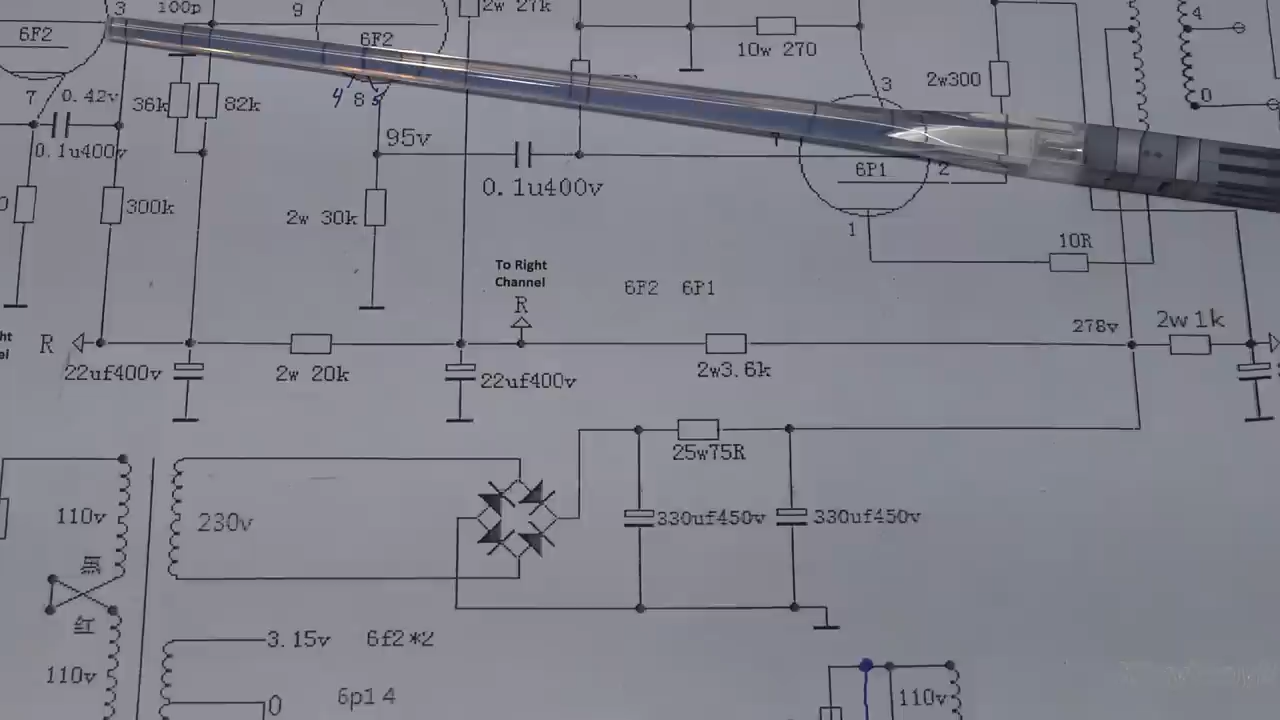 3
100p
9
2w 27k
4
6F2
6F2
10w 270
3
2w300
0
7
0.42v
36k
82k
4 8 5
0.1u400v
95v
0.1u400v
6P1
2
300k
2w 30k
1
10R
To Right
Channel
R
6F2 6P1
278v
2w 1k
R
22uf400v
2w 20k
22uf400v
2w3.6k
25w75R
110v
230v
330uf450v
330uf450v
黑
红
3.15v 6f2*2
110v
6p1 4
0
110v